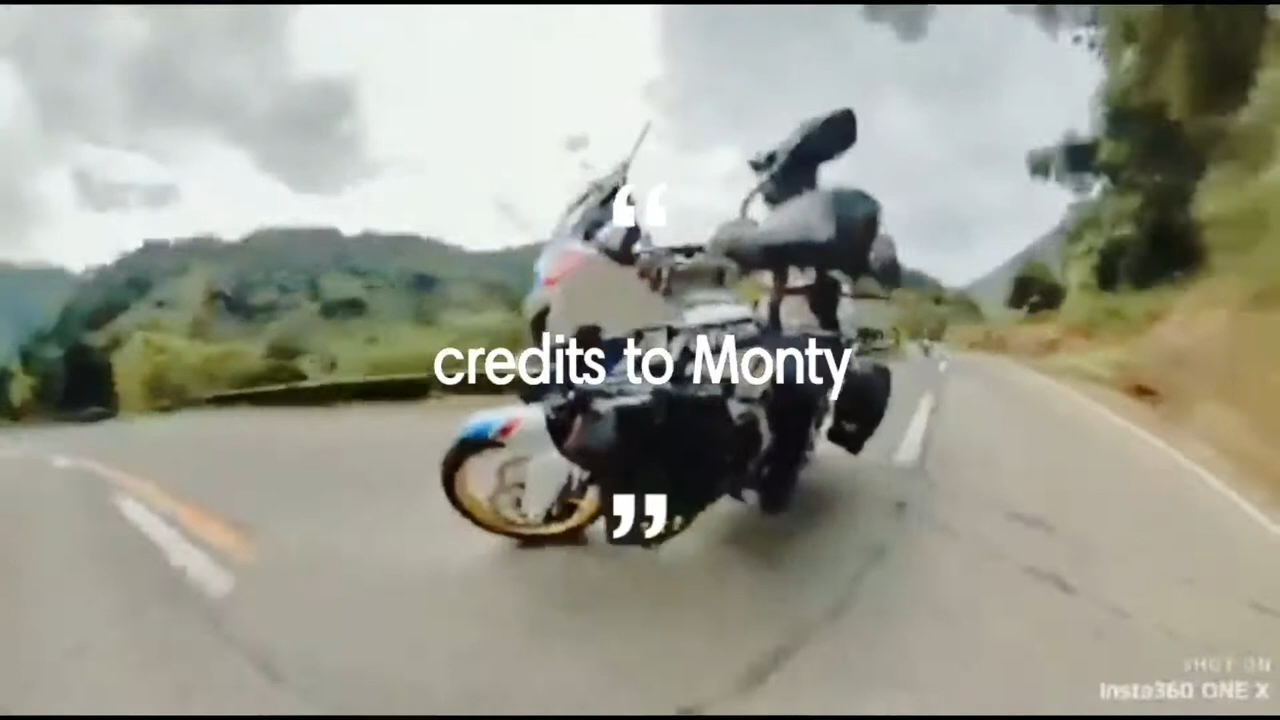 “
credits to Monty
”
SHOT ON
Insta360 ONE X